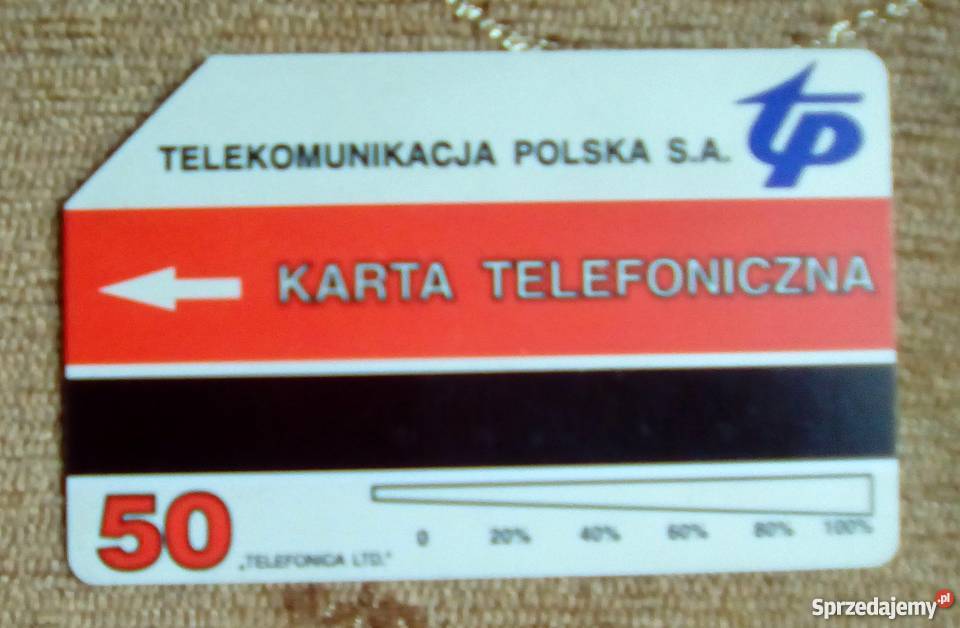 TELEKOMUNIKACJA POLSKA S.A.
tp
KARTA TELEFONICZNA
50
„TELEFONICA LTD."
0 20% 40% 60% 80% 100%
Sprzedajemy.pl